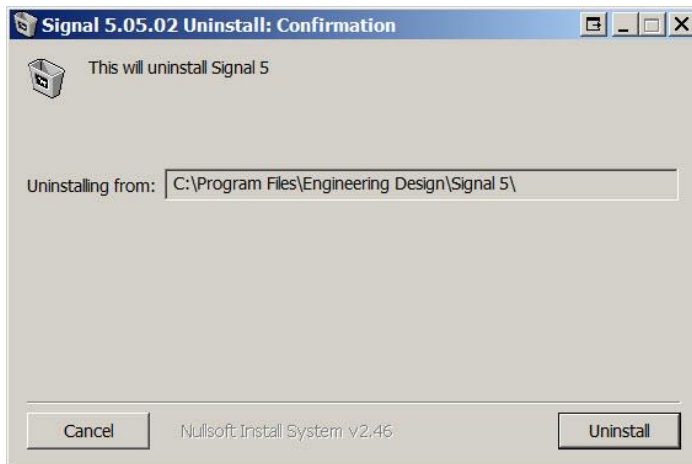 Signal 5.05.02 Uninstall: Confirmation
This will uninstall Signal 5
Uninstalling from: C:\Program Files\Engineering Design\Signal 5\
Cancel Nullsoft Install System v2.46 Uninstall